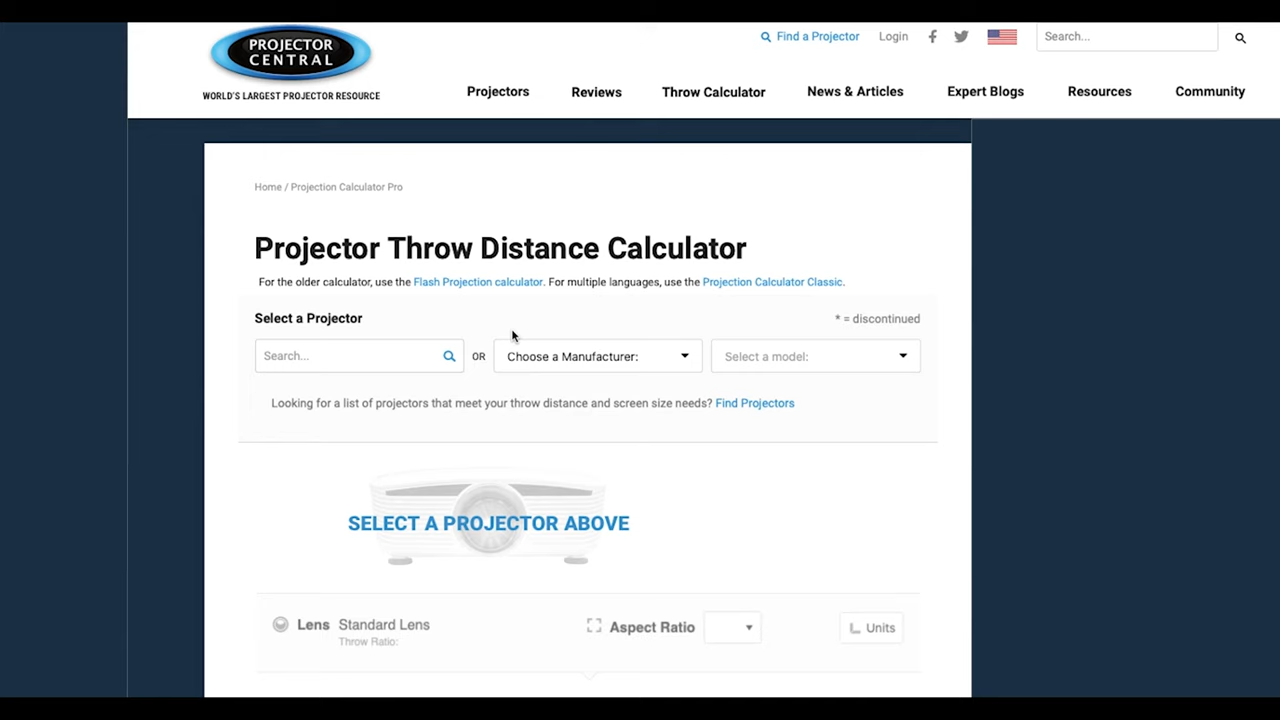 PROJECTOR
CENTRAL
WORLD'S LARGEST PROJECTOR RESOURCE
Find a Projector Login Search...
Projectors Reviews Throw Calculator News & Articles Expert Blogs Resources Community
Home / Projection Calculator Pro
Projector Throw Distance Calculator
For the older calculator, use the Flash Projection calculator. For multiple languages, use the Projection Calculator Classic.
Select a Projector * = discontinued
Search... OR Choose a Manufacturer: Select a model:
Looking for a list of projectors that meet your throw distance and screen size needs? Find Projectors
SELECT A PROJECTOR ABOVE
Lens Standard Lens Aspect Ratio Units
Throw Ratio: